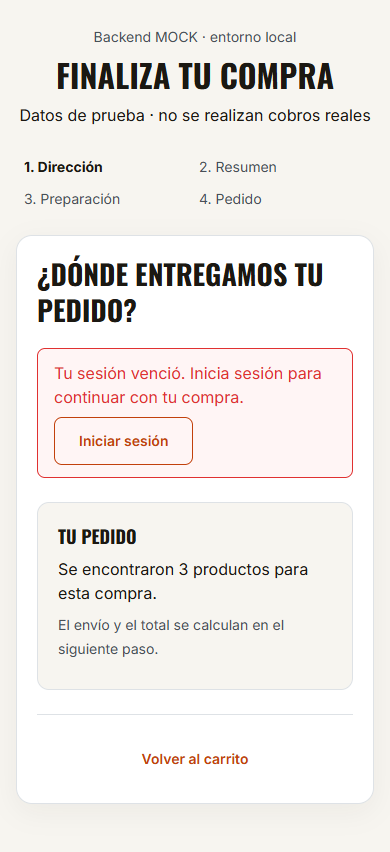 Backend MOCK · entorno local
FINALIZA TU COMPRA
Datos de prueba · no se realizan cobros reales
1. Dirección
2. Resumen
3. Preparación
4. Pedido
¿DÓNDE ENTREGAMOS TU
PEDIDO?
Tu sesión venció. Inicia sesión para
continuar con tu compra.
Iniciar sesión
TU PEDIDO
Se encontraron 3 productos para
esta compra.
El envío y el total se calculan en el
siguiente paso.
Volver al carrito